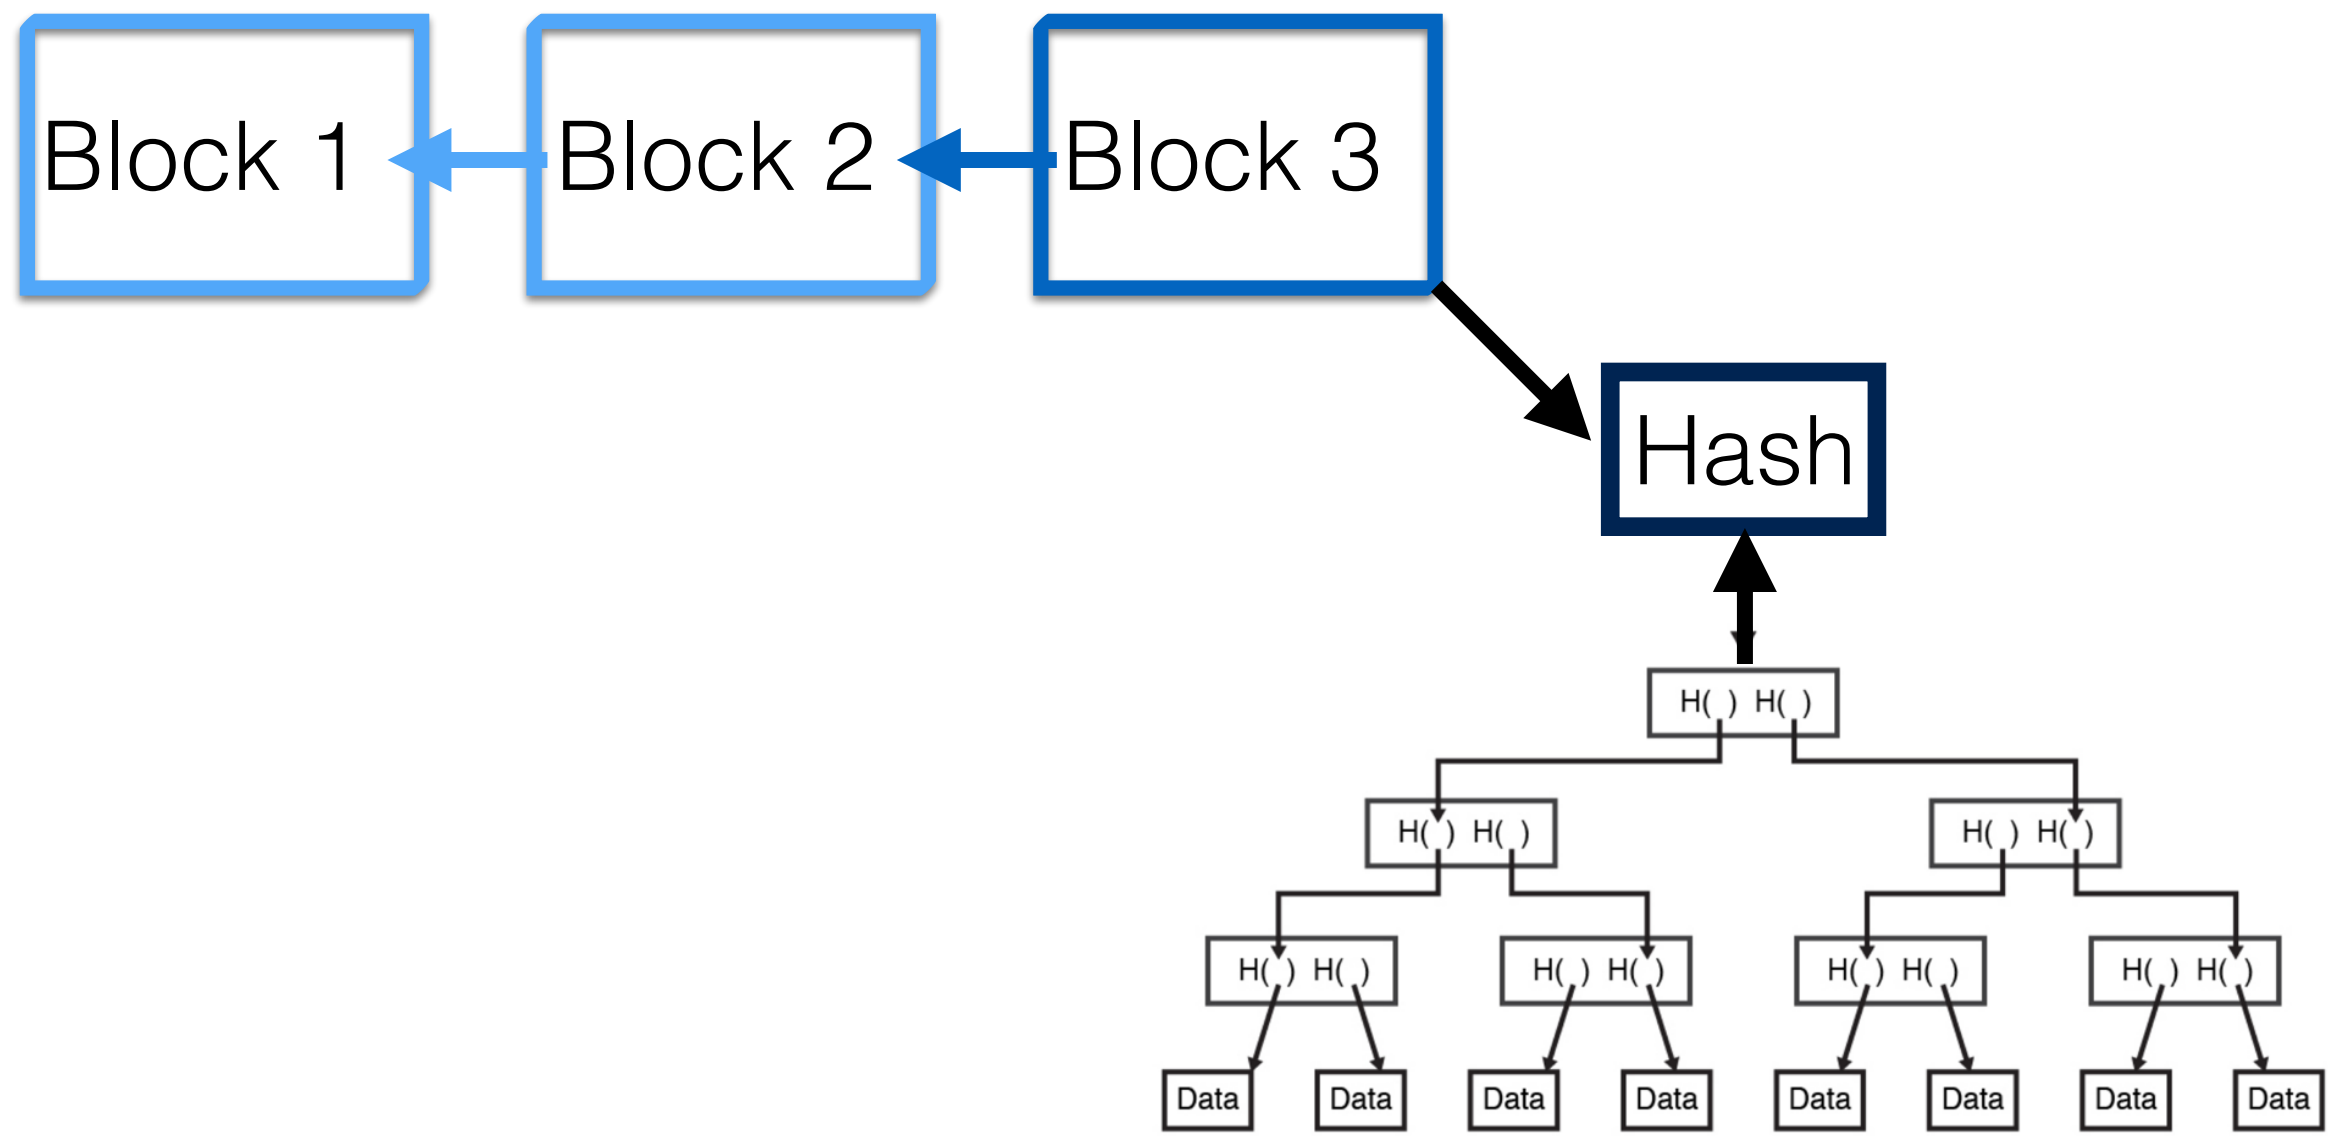 Block 1 Block 2 Block 3
Hash
H( ) H( )
H( ) H( ) H( ) H( )
H( ) H( ) H( ) H( ) H( ) H( ) H( ) H( )
Data Data Data Data Data Data Data Data